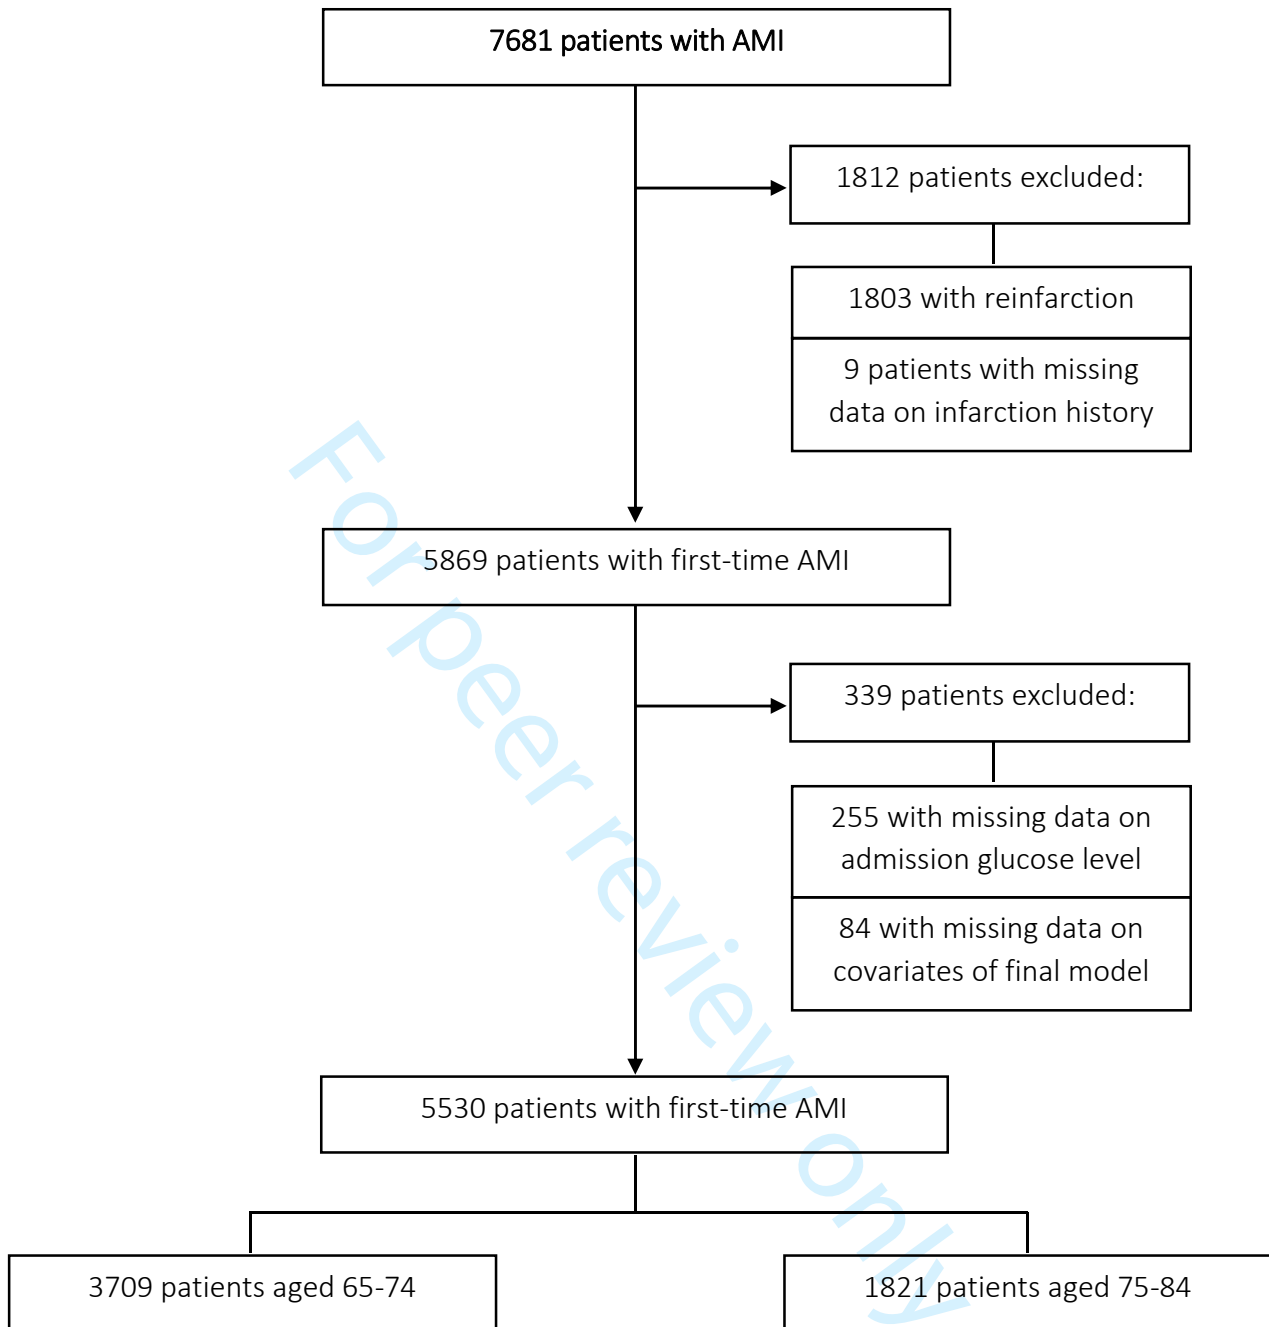 7681 patients with AMI
1812 patients excluded:
1803 with reinfarction
9 patients with missing
data on infarction history
5869 patients with first-time AMI
339 patients excluded:
255 with missing data on
admission glucose level
84 with missing data on
covariates of final model
5530 patients with first-time AMI
3709 patients aged 65-74
1821 patients aged 75-84
For peer review only